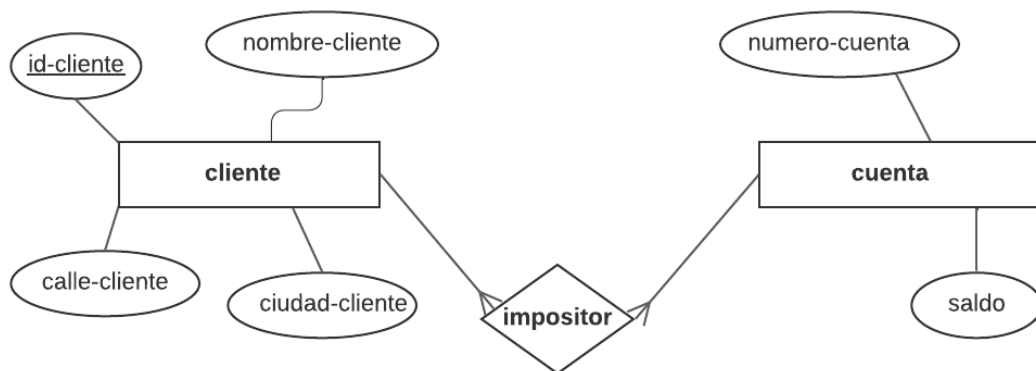 nombre-cliente
numero-cuenta
id-cliente
cliente
cuenta
calle-cliente
ciudad-cliente
impositor
saldo